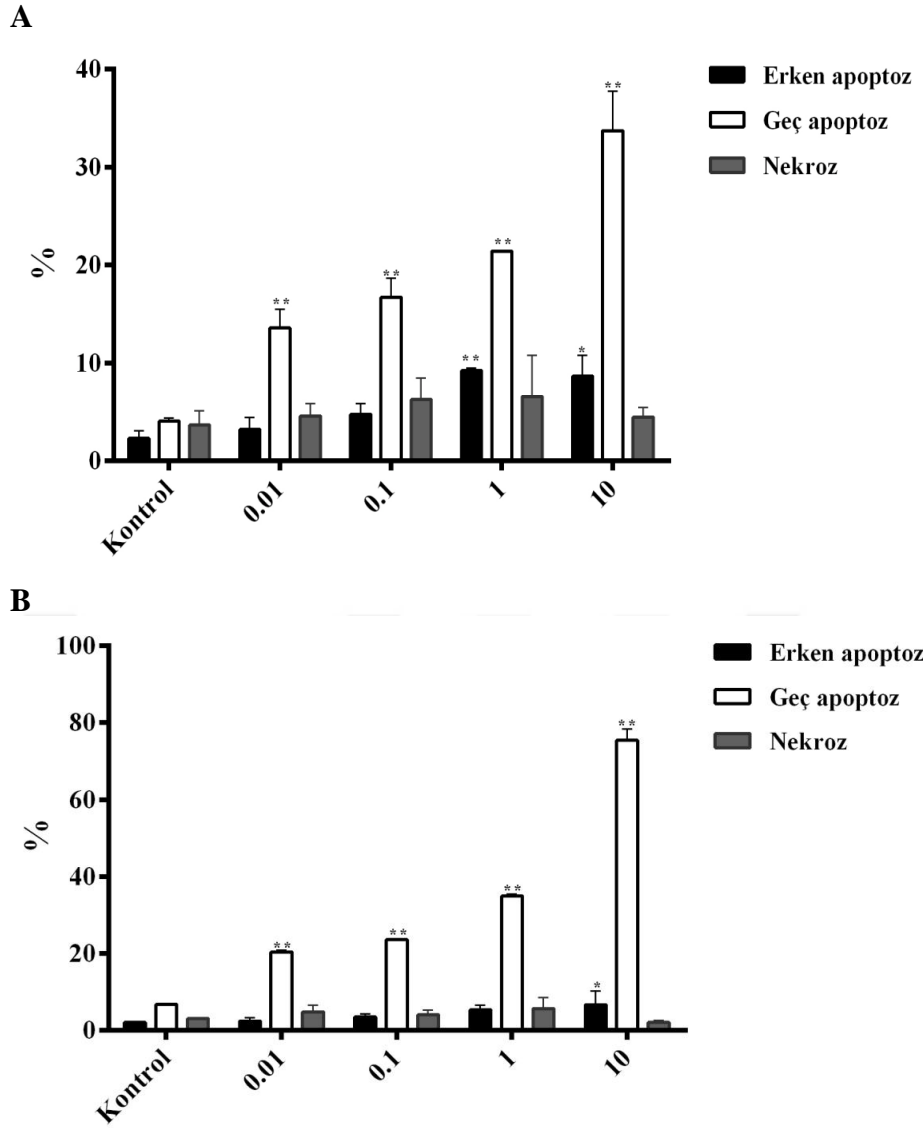 A
40
30
20
10
0
%
** ** ** ** * **
Kontrol 0.01 0.1 1 10
Erken apoptoz
Geç apoptoz
Nekroz
B
100
80
60
40
20
0
%
** ** ** * **
Kontrol 0.01 0.1 1 10
Erken apoptoz
Geç apoptoz
Nekroz